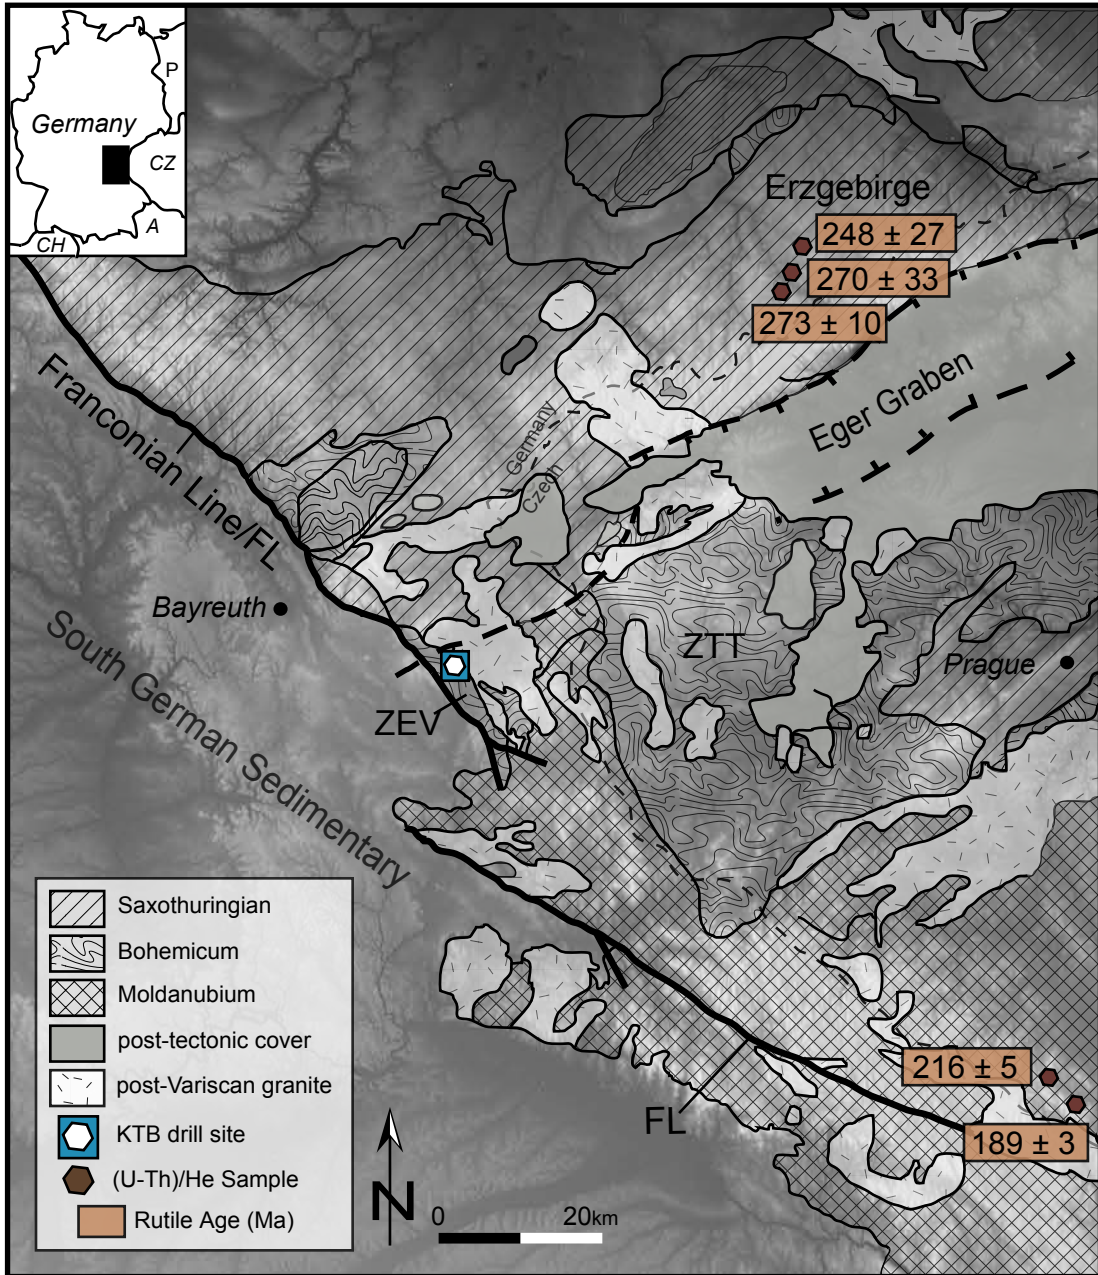 P
Germany
CZ
A
CH
Erzgebirge
248 ± 27
270 ± 33
273 ± 10
Franconian Line/FL
Germany
Czech
Eger Graben
Bayreuth
South German Sedimentary
ZTT
Prague
ZEV
Saxothuringian
Bohemicum
Moldanubium
post-tectonic cover
post-Variscan granite
KTB drill site
(U-Th)/He Sample
Rutile Age (Ma)
N
0 20km
FL
216 ± 5
189 ± 3